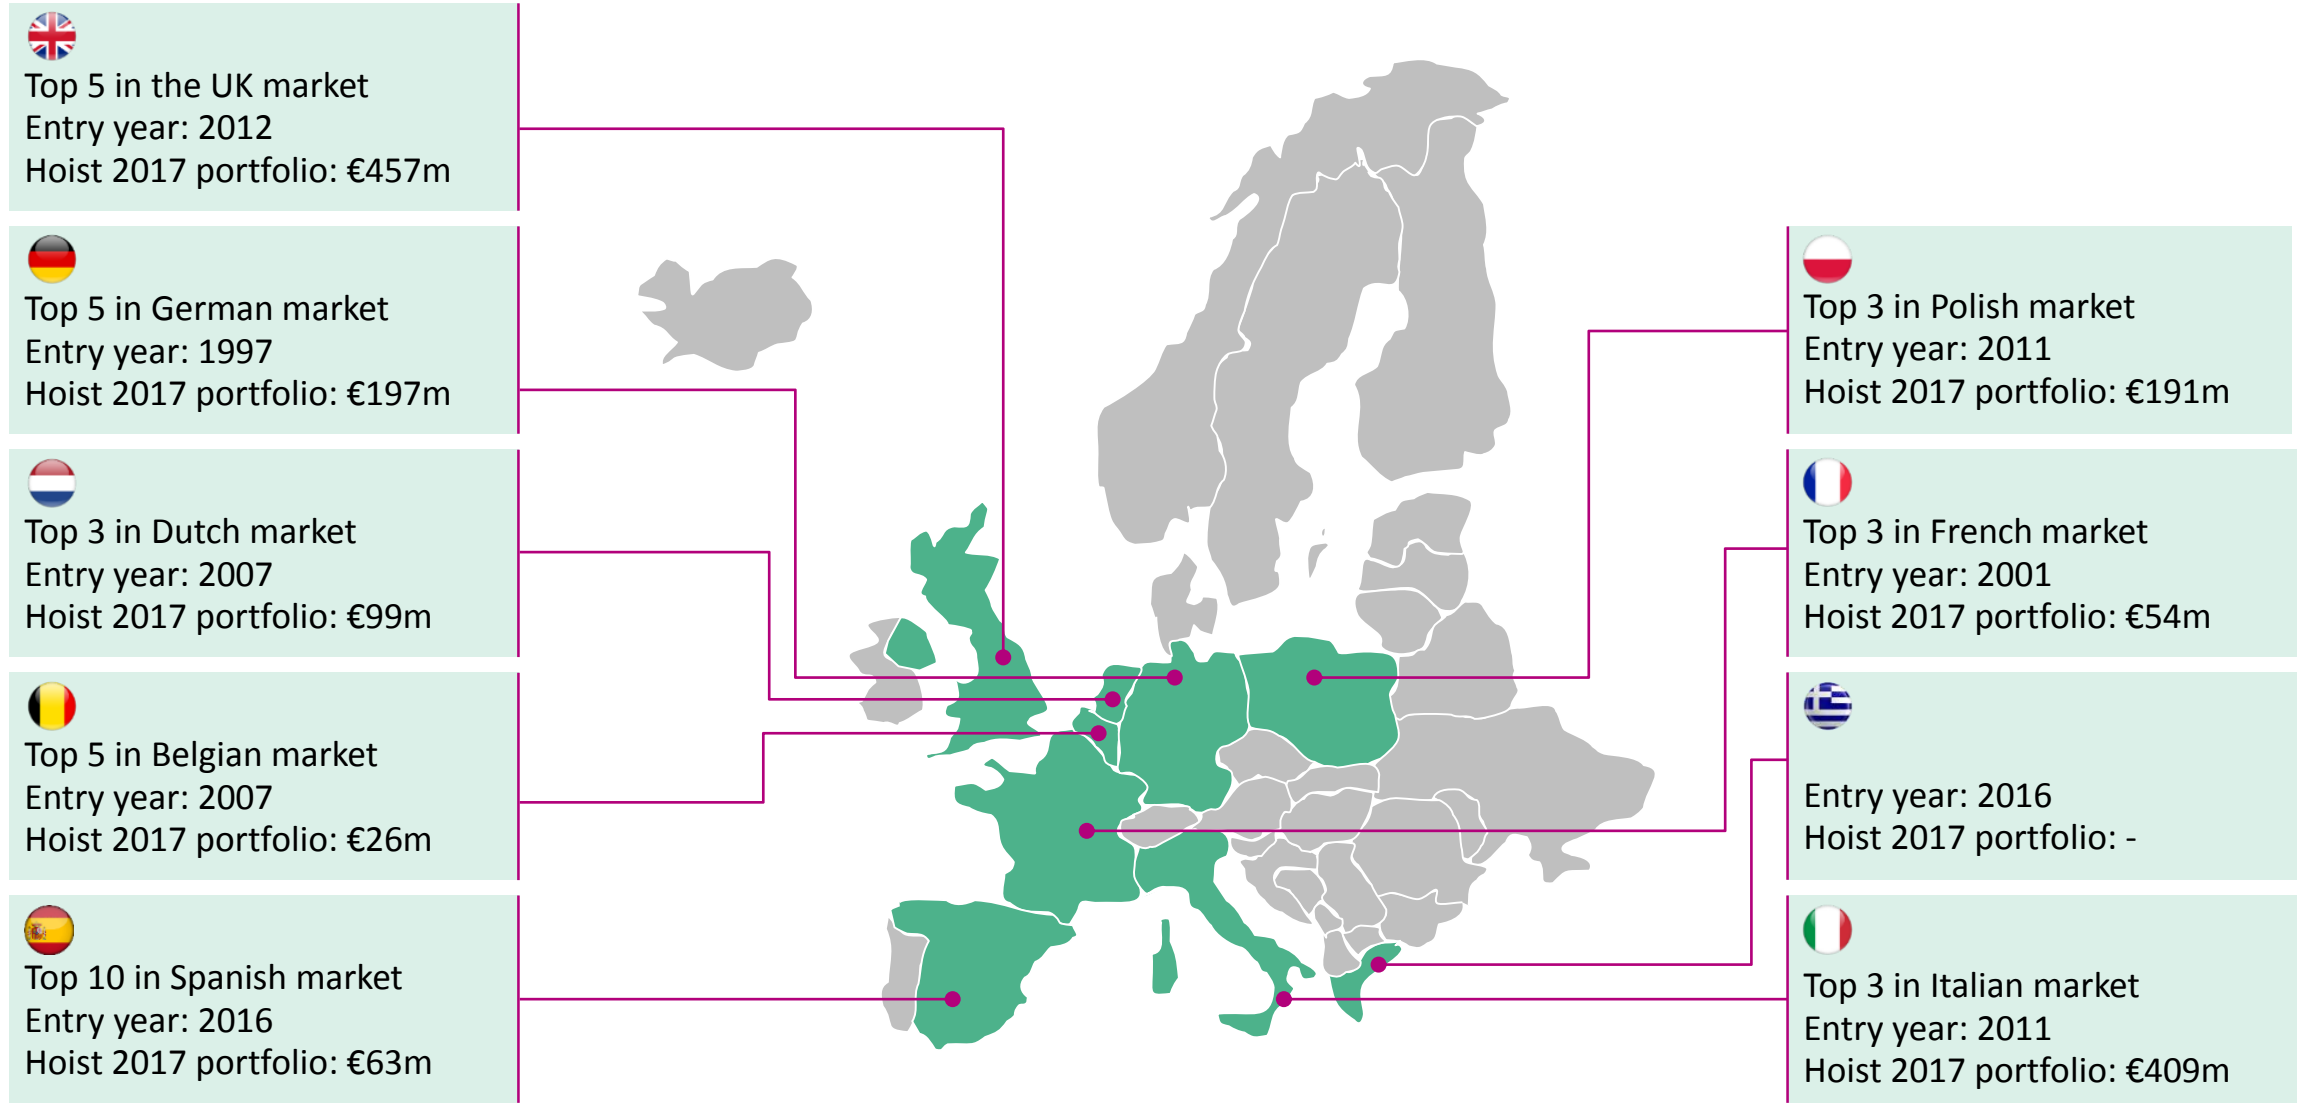 Top 5 in the UK market
Entry year: 2012
Hoist 2017 portfolio: €457m
Top 5 in German market
Entry year: 1997
Hoist 2017 portfolio: €197m
Top 3 in Dutch market
Entry year: 2007
Hoist 2017 portfolio: €99m
Top 5 in Belgian market
Entry year: 2007
Hoist 2017 portfolio: €26m
Top 10 in Spanish market
Entry year: 2016
Hoist 2017 portfolio: €63m
Top 3 in Polish market
Entry year: 2011
Hoist 2017 portfolio: €191m
Top 3 in French market
Entry year: 2001
Hoist 2017 portfolio: €54m
Entry year: 2016
Hoist 2017 portfolio: -
Top 3 in Italian market
Entry year: 2011
Hoist 2017 portfolio: €409m